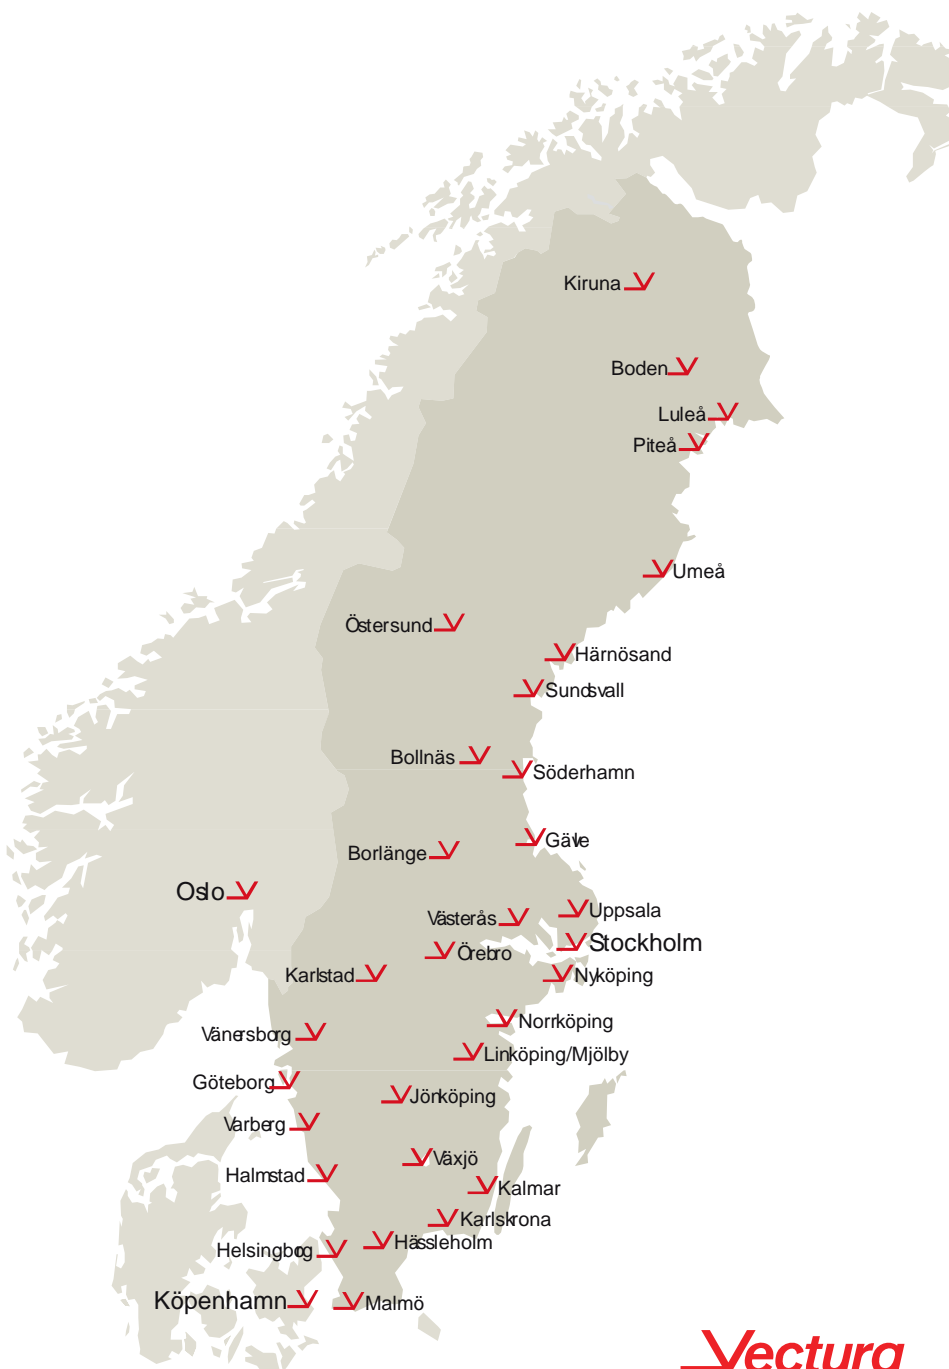 Kiruna
Boden
Luleå
Piteå
Umeå
Östersund
Härnösand
Sundsvall
Bollnäs
Söderhamn
Gävle
Borlänge
Oslo
Uppsala
Västerås
Stockholm
Örebro
Karlstad
Nyköping
Norrköping
Vänersborg
Linköping/Mjölby
Göteborg
Jönköping
Varberg
Växjö
Halmstad
Kalmar
Karlskrona
Hässleholm
Helsingborg
Köpenhamn
Malmö
Vectura